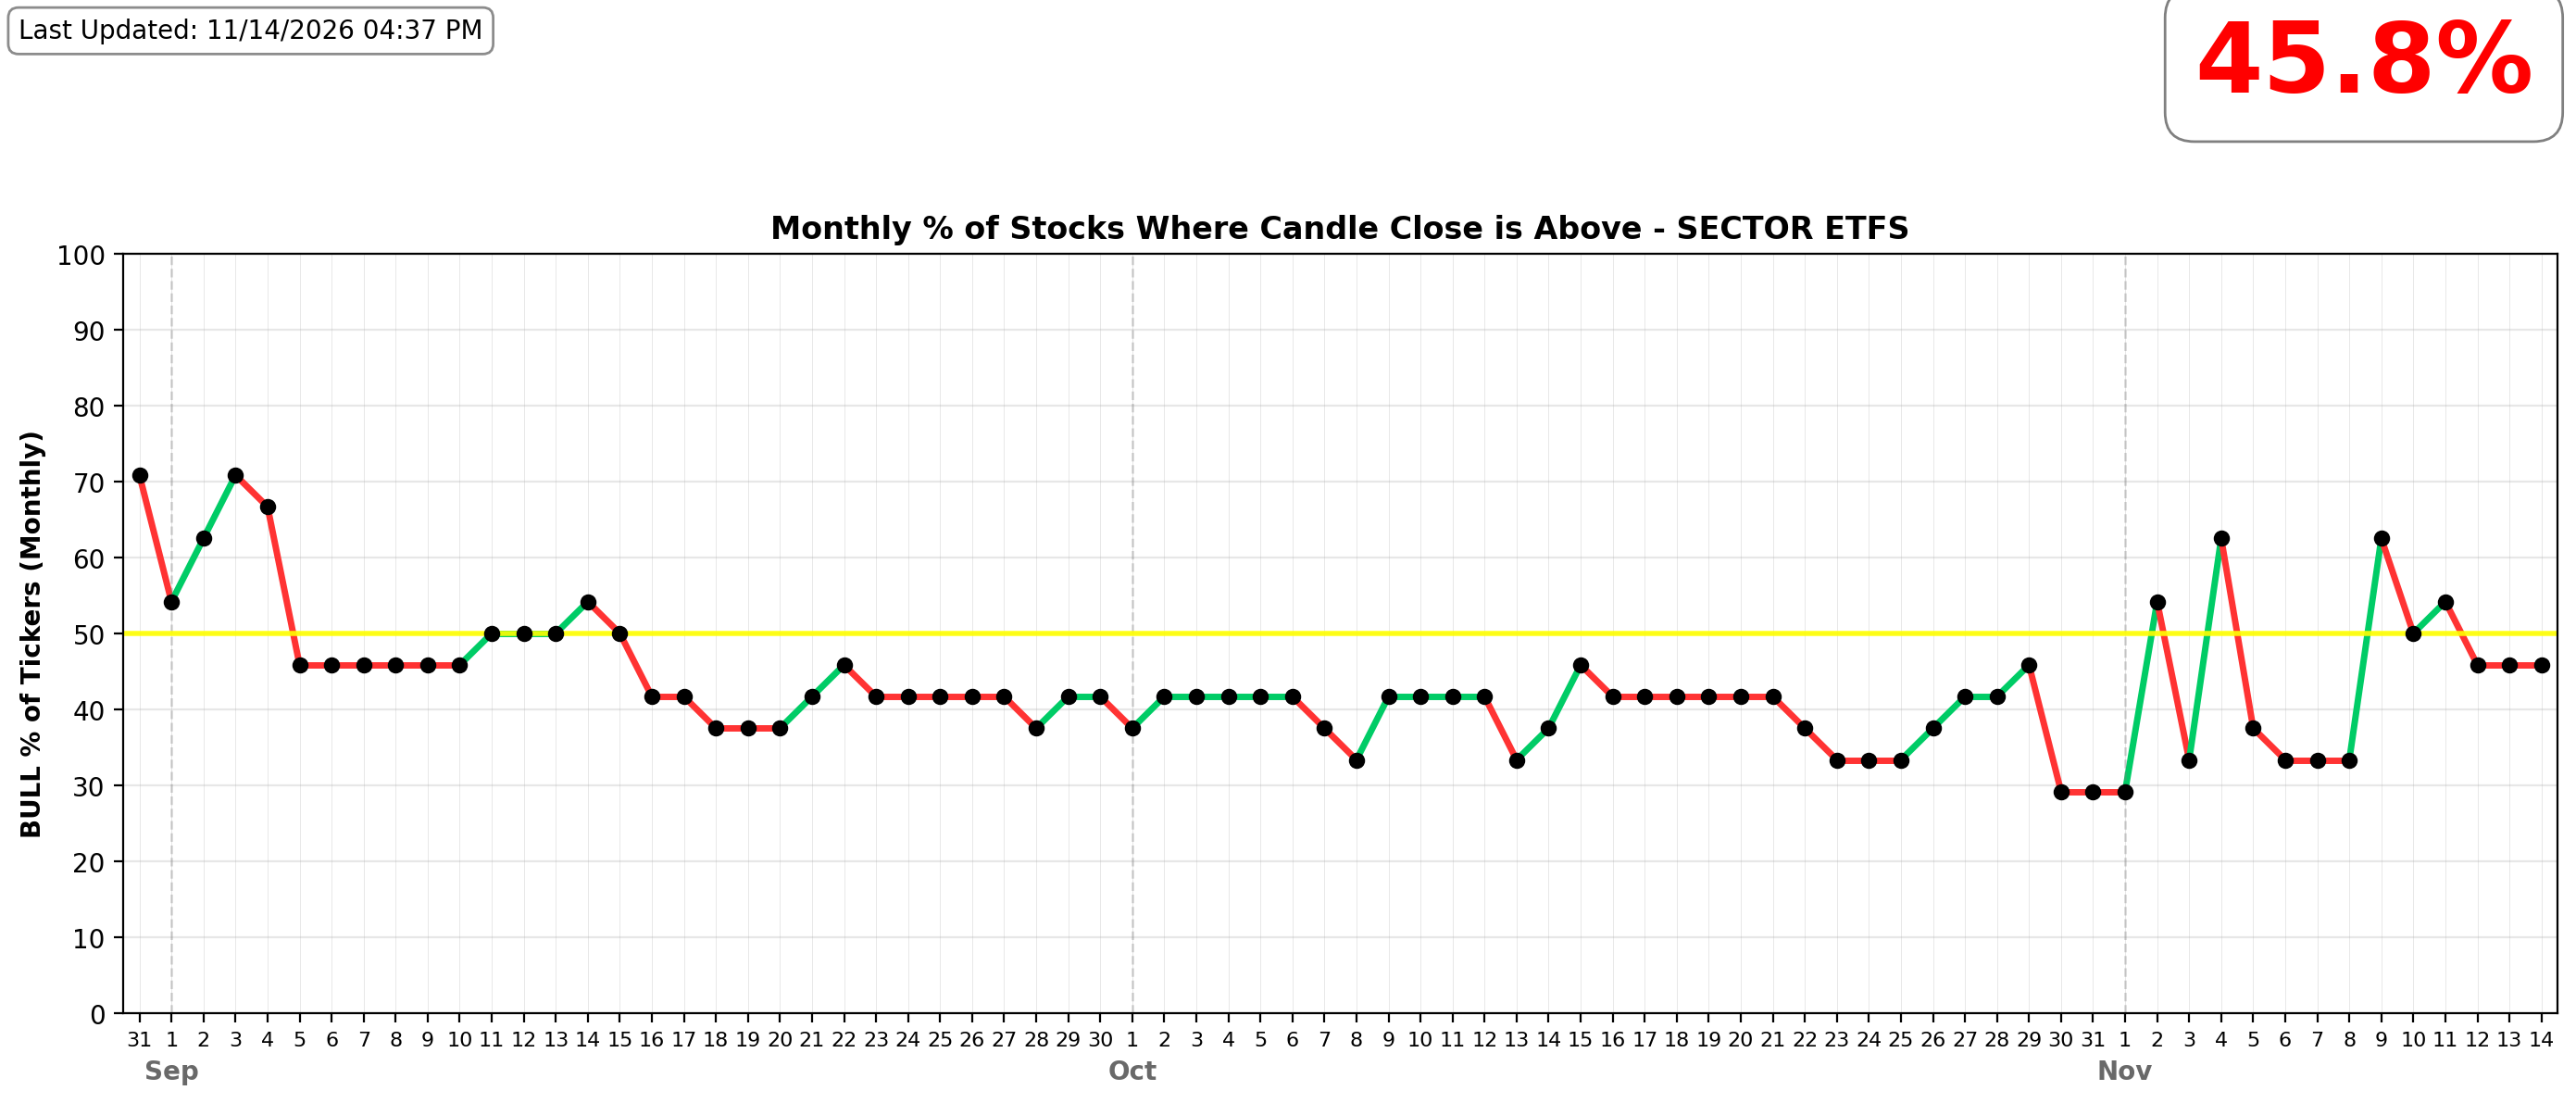 Last Updated: 11/14/2026 04:37 PM
45.8%
Monthly % of Stocks Where Candle Close is Above - SECTOR ETFS
BULL % of Tickers (Monthly)
100
90
80
70
60
50
40
30
20
10
0
31 1 2 3 4 5 6 7 8 9 10 11 12 13 14 15 16 17 18 19 20 21 22 23 24 25 26 27 28 29 30 1 2 3 4 5 6 7 8 9 10 11 12 13 14 15 16 17 18 19 20 21 22 23 24 25 26 27 28 29 30 31 1 2 3 4 5 6 7 8 9 10 11 12 13 14
Sep Oct Nov